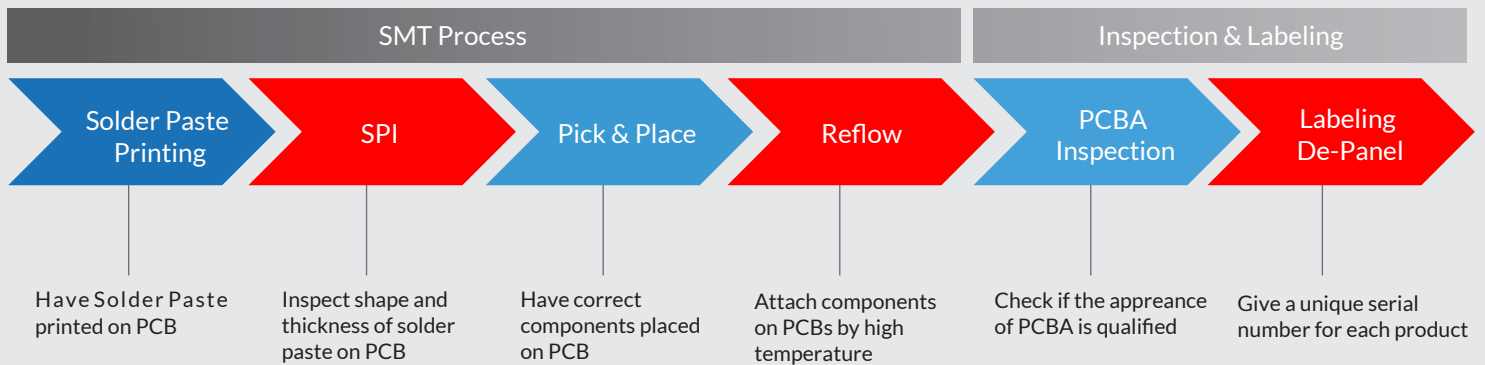 SMT Process
Inspection & Labeling
Solder Paste
Printing
SPI
Pick & Place
Reflow
PCBA
Inspection
Labeling
De-Panel
Have Solder Paste
printed on PCB
Inspect shape and
thickness of solder
paste on PCB
Have correct
components placed
on PCB
Attach components
on PCBs by high
temperature
Check if the appreance
of PCBA is qualified
Give a unique serial
number for each product